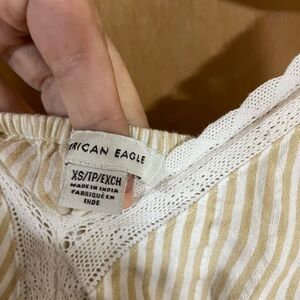 RICAN EAGLE
XS/TP/EXCH
MADE IN INDIA
FABRIQUÉ EN
INDE